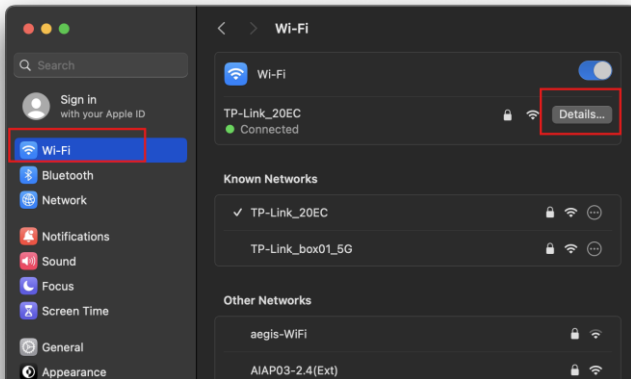 Wi-Fi
Search
Sign in
with your Apple ID
Wi-Fi
Bluetooth
Network
Notifications
Sound
Focus
Screen Time
General
Appearance
Wi-Fi
TP-Link_20EC
Connected
Details...
Known Networks
TP-Link_20EC
TP-Link_box01_5G
Other Networks
aegis-WiFi
AIAP03-2.4(Ext)